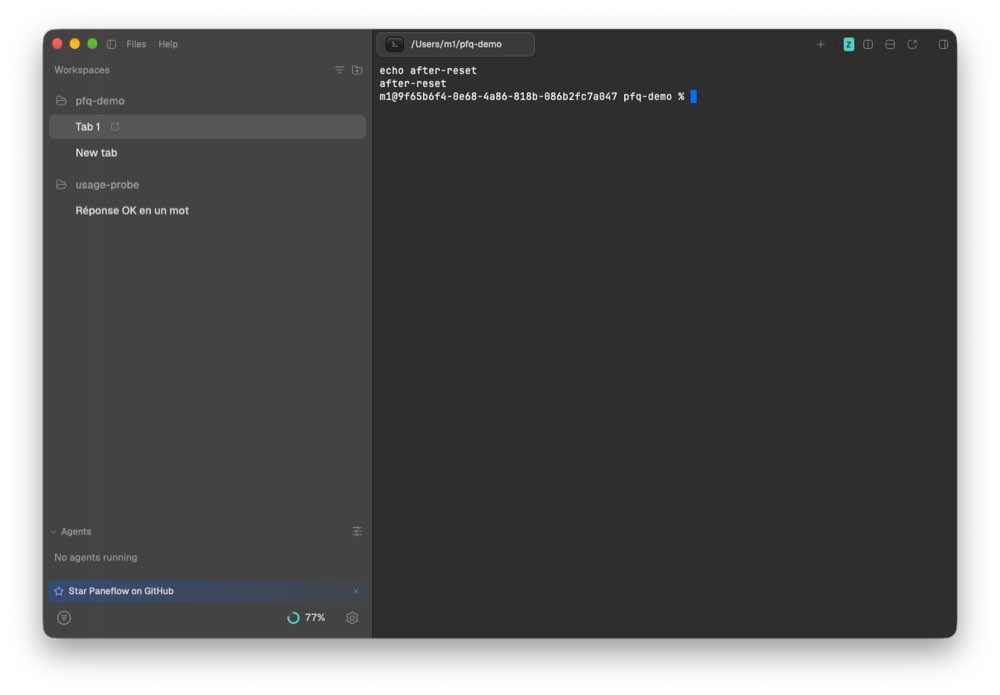 Files Help
Workspaces
pfq-demo
Tab 1
New tab
usage-probe
Réponse OK en un mot
Agents
No agents running
Star Paneflow on GitHub
77%
/Users/m1/pfq-demo
Z
echo after-reset
after-reset
m1@9f65b6f4-0e68-4a86-818b-086b2fc7a047 pfq-demo %